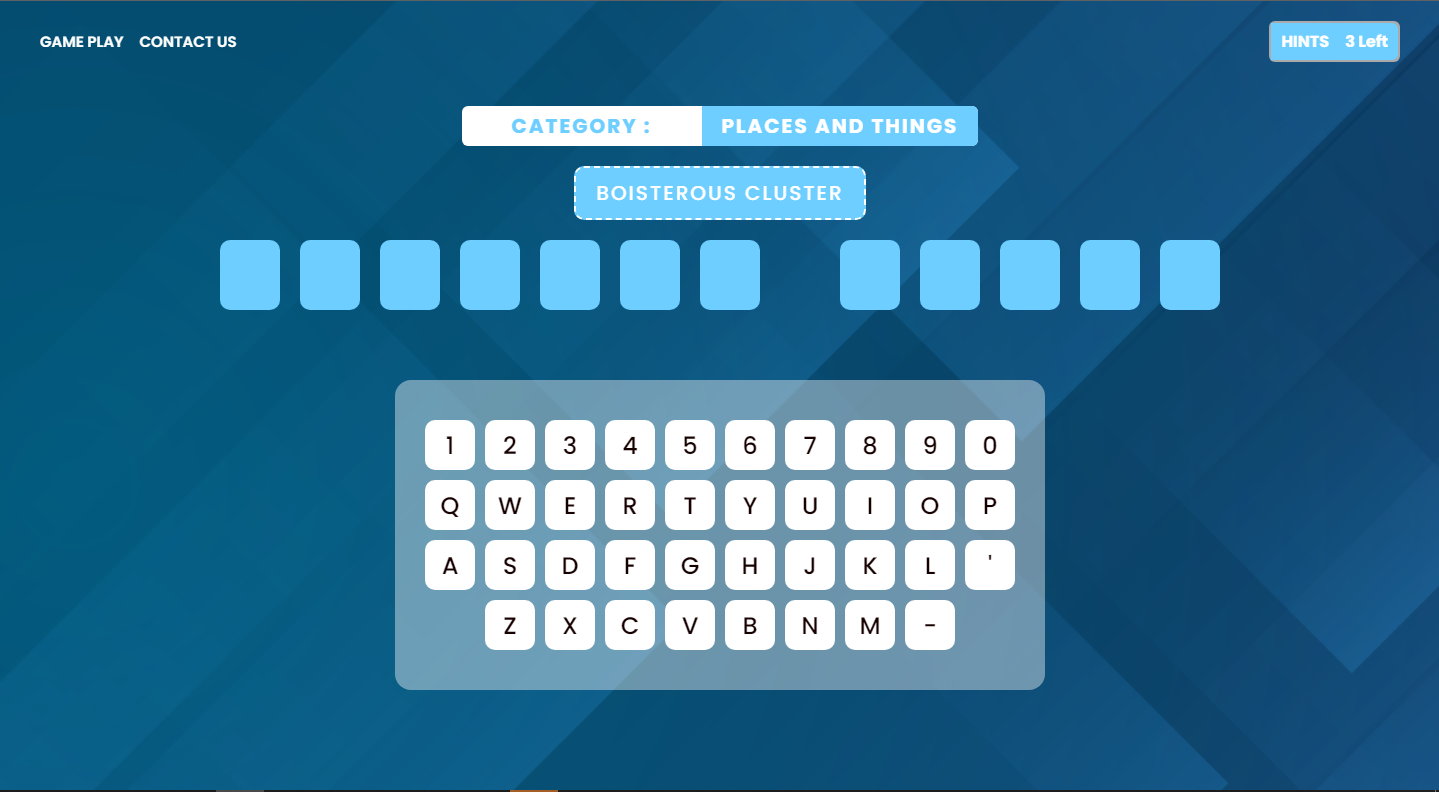 GAME PLAY CONTACT US HINTS 3 Left
CATEGORY : PLACES AND THINGS
BOISTEROUS CLUSTER
1 2 3 4 5 6 7 8 9 0
Q W E R T Y U I O P
A S D F G H J K L '
Z X C V B N M -